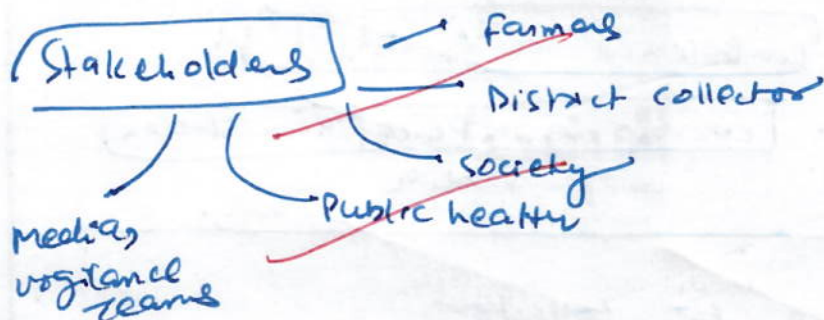 Stakeholders
Farmers
District collector
Society
Public health
Media,
vigilance
teams